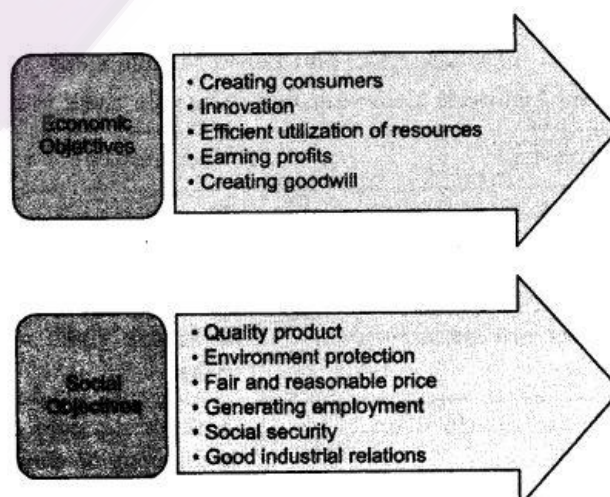 Economic
Objectives
• Creating consumers
• Innovation
• Efficient utilization of resources
• Earning profits
• Creating goodwill
Social
Objectives
• Quality product
• Environment protection
• Fair and reasonable price
• Generating employment
• Social security
• Good industrial relations